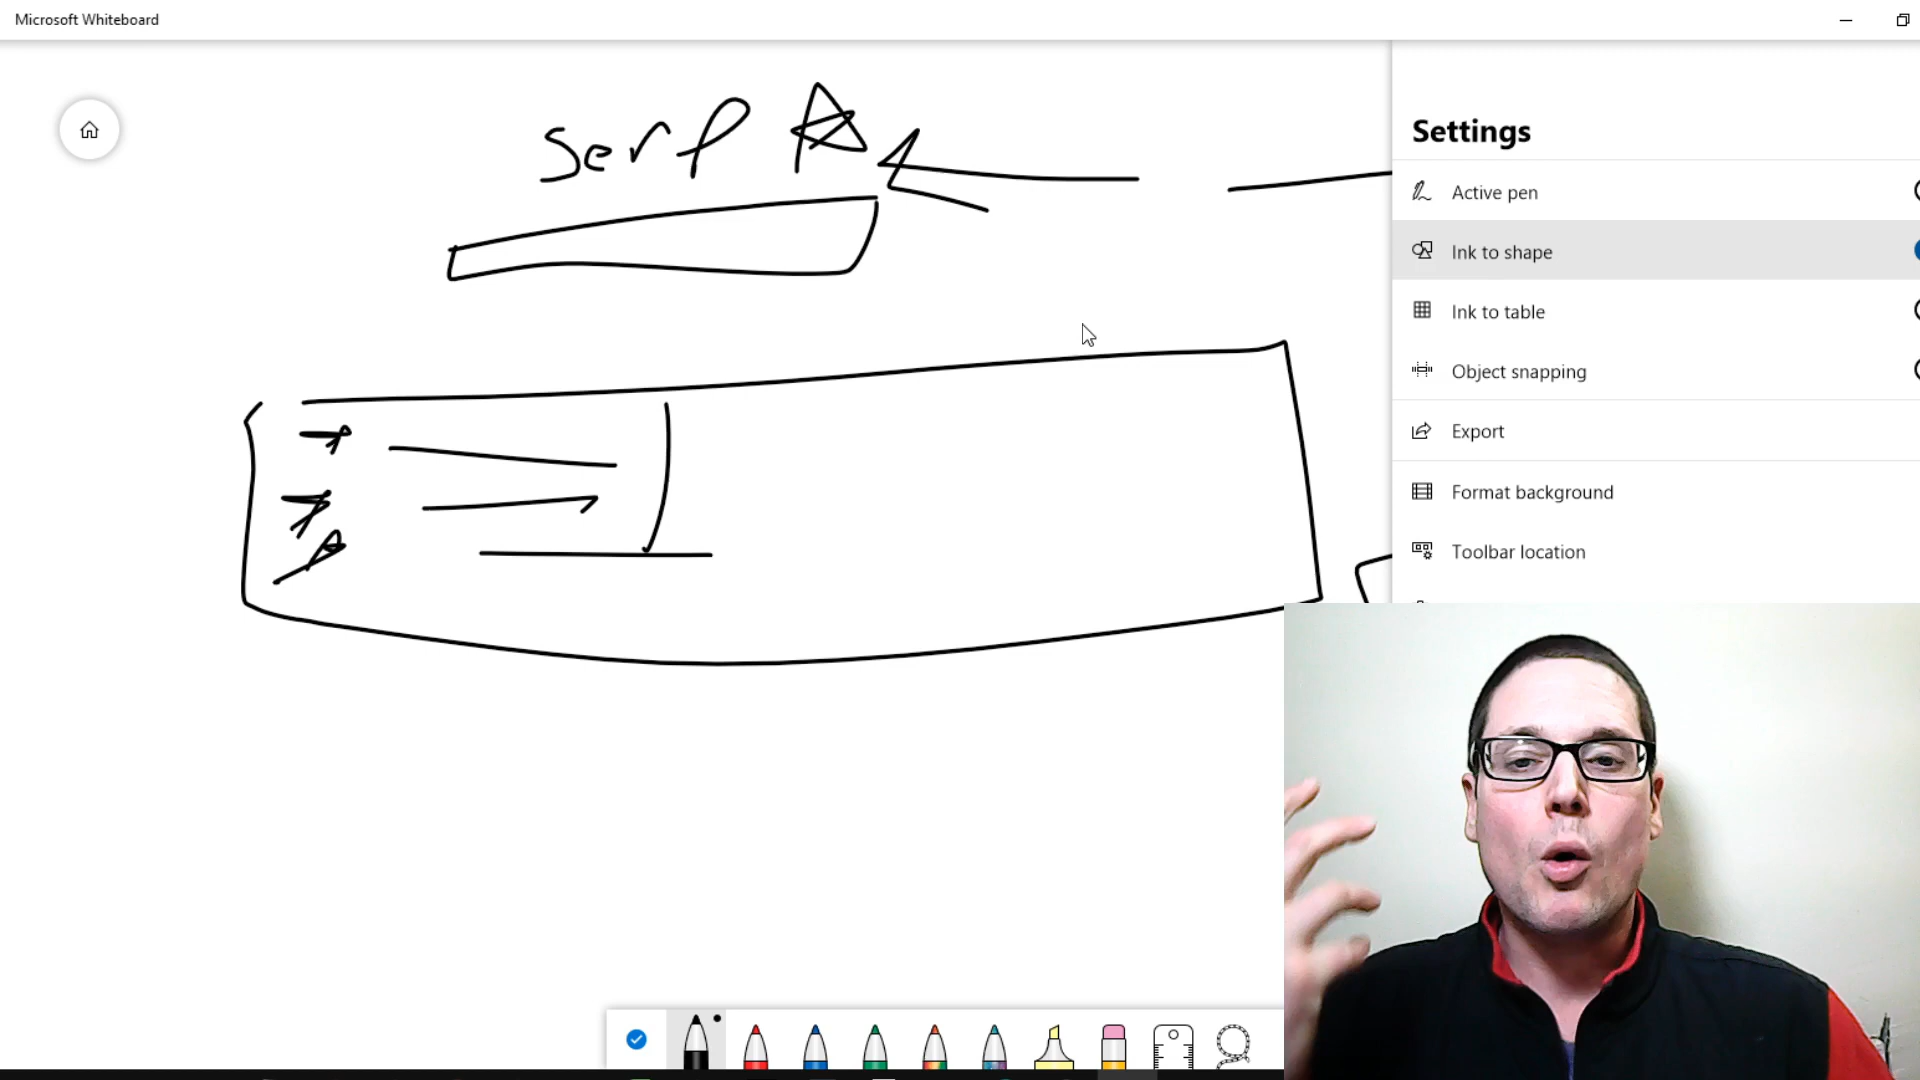 Microsoft Whiteboard
Serp
Settings
Active pen
Ink to shape
Ink to table
Object snapping
Export
Format background
Toolbar location